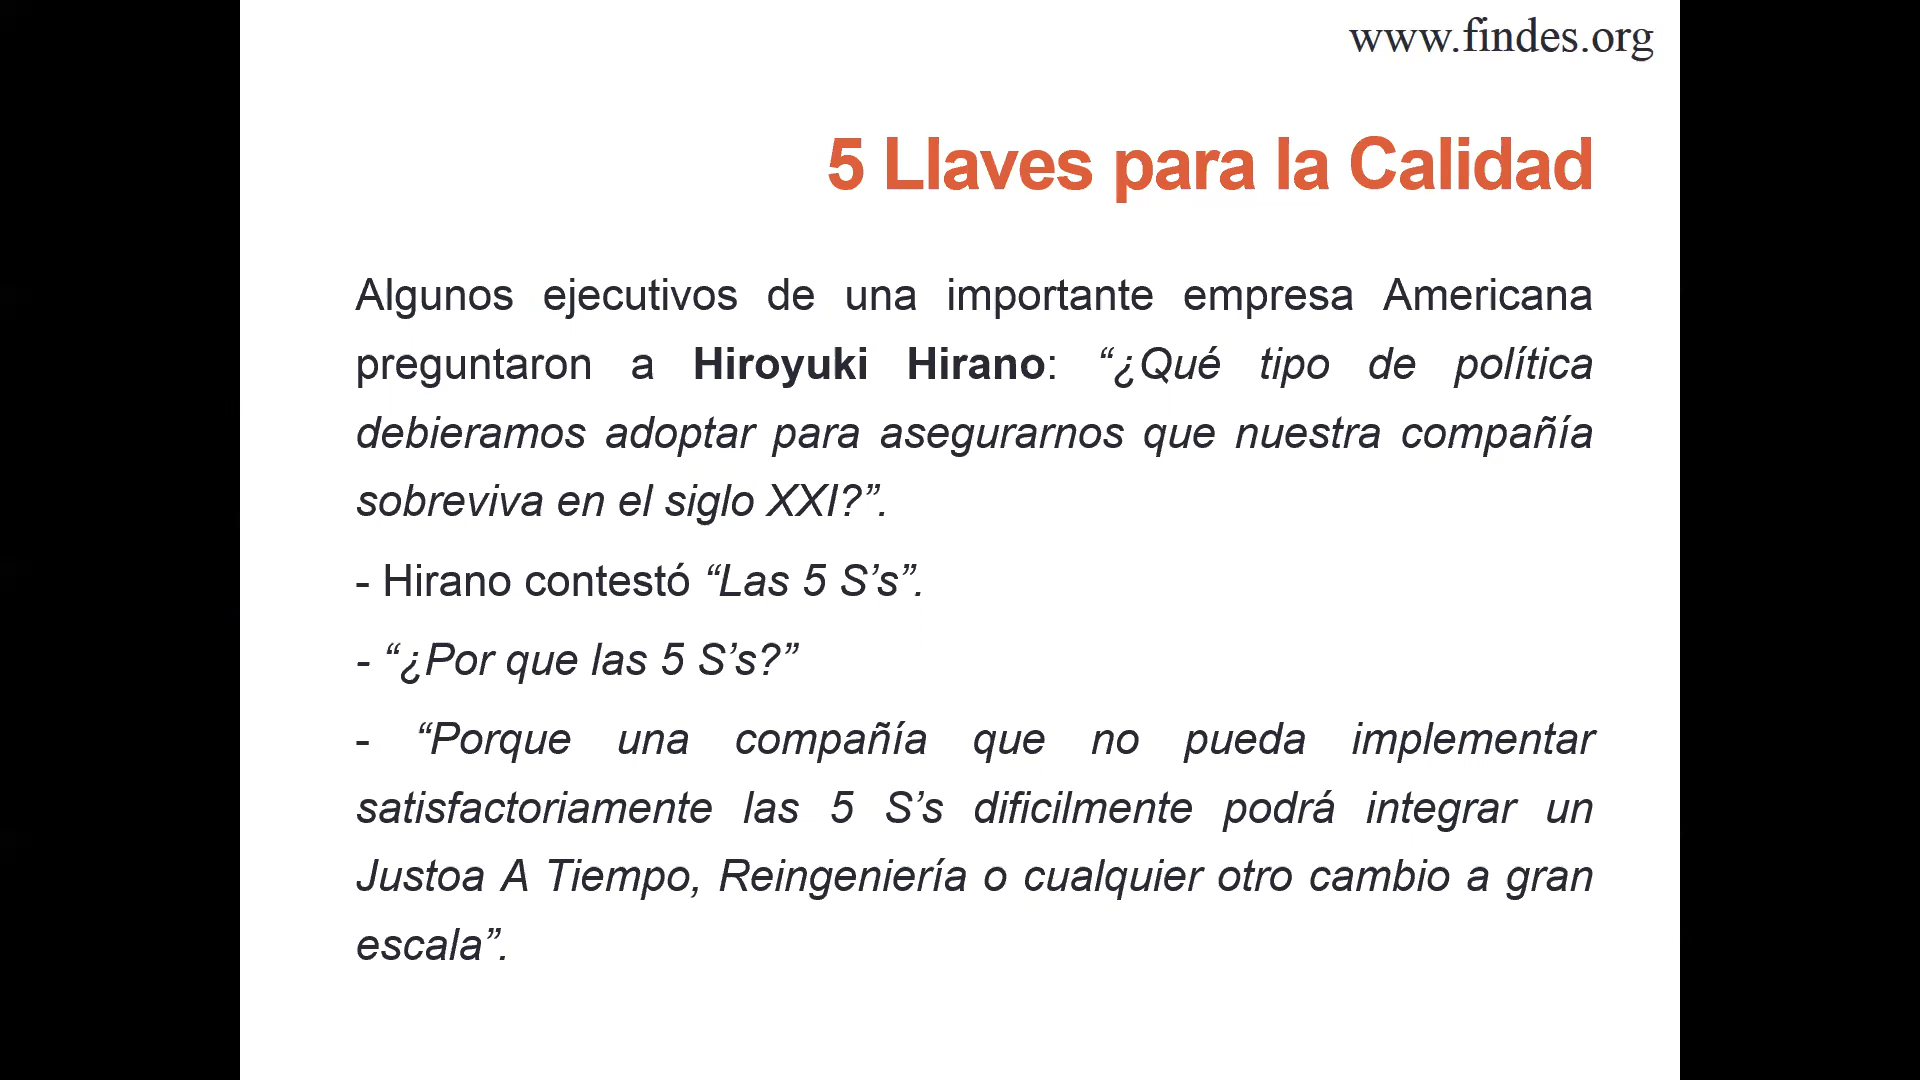 www.findes.org
5 Llaves para la Calidad
Algunos ejecutivos de una importante empresa Americana
preguntaron a Hiroyuki Hirano: “¿Qué tipo de política
debieramos adoptar para asegurarnos que nuestra compañía
sobreviva en el siglo XXI?”.
- Hirano contestó “Las 5 S’s”.
- “¿Por que las 5 S’s?”
- “Porque una compañía que no pueda implementar
satisfactoriamente las 5 S’s dificilmente podrá integrar un
Justoa A Tiempo, Reingeniería o cualquier otro cambio a gran
escala”.